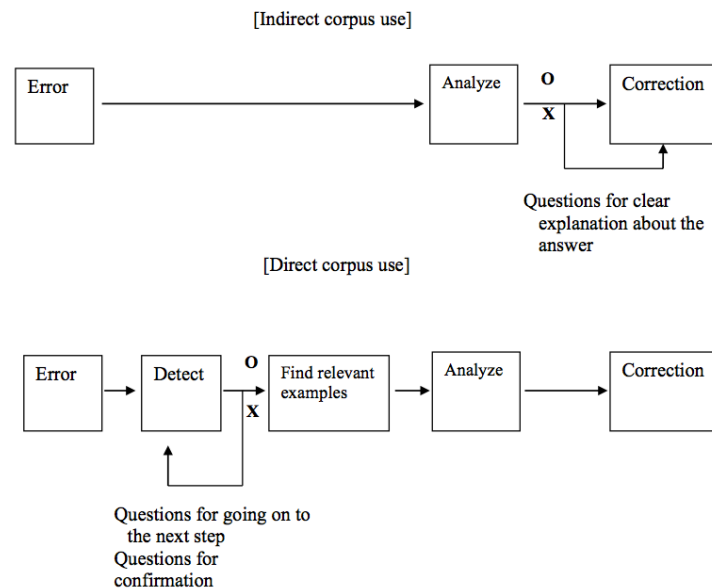 [Indirect corpus use]
Error
Analyze
O
X
Correction
Questions for clear
explanation about the
answer
[Direct corpus use]
Error
Detect
O
X
Find relevant
examples
Analyze
Correction
Questions for going on to
the next step
Questions for
confirmation